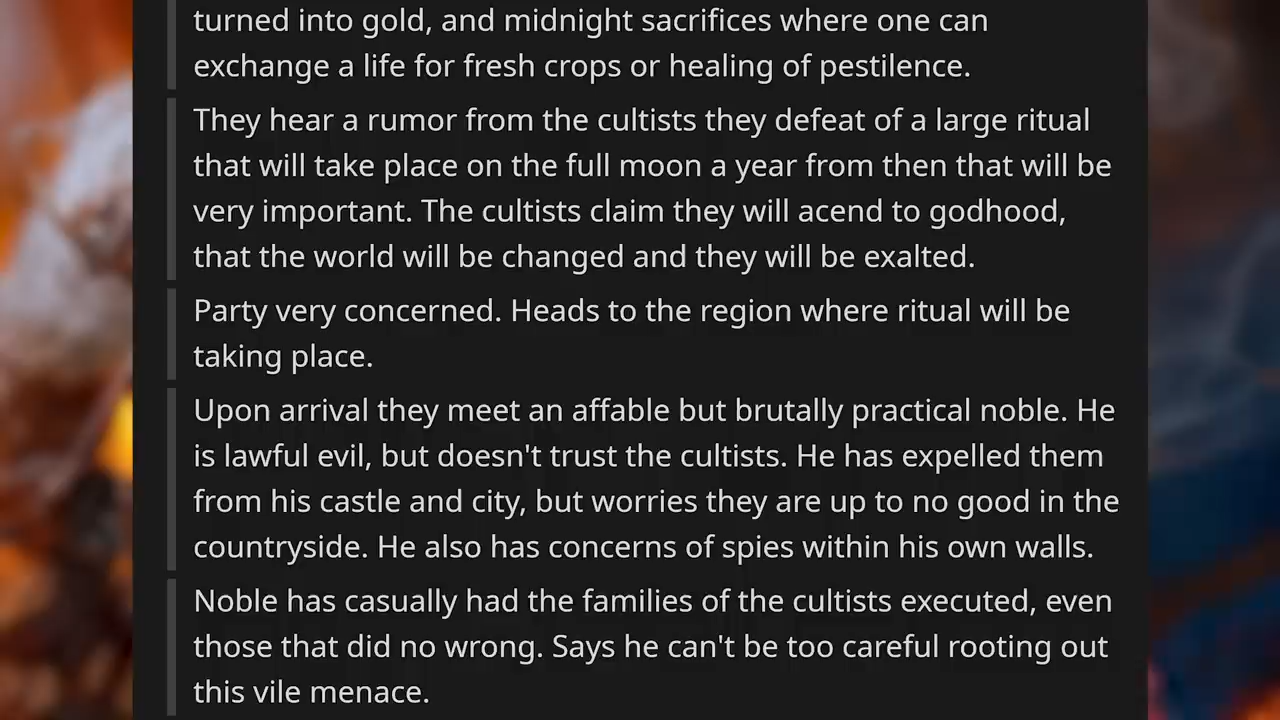 turned into gold, and midnight sacrifices where one can
exchange a life for fresh crops or healing of pestilence.
They hear a rumor from the cultists they defeat of a large ritual
that will take place on the full moon a year from then that will be
very important. The cultists claim they will acend to godhood,
that the world will be changed and they will be exalted.
Party very concerned. Heads to the region where ritual will be
taking place.
Upon arrival they meet an affable but brutally practical noble. He
is lawful evil, but doesn't trust the cultists. He has expelled them
from his castle and city, but worries they are up to no good in the
countryside. He also has concerns of spies within his own walls.
Noble has casually had the families of the cultists executed, even
those that did no wrong. Says he can't be too careful rooting out
this vile menace.